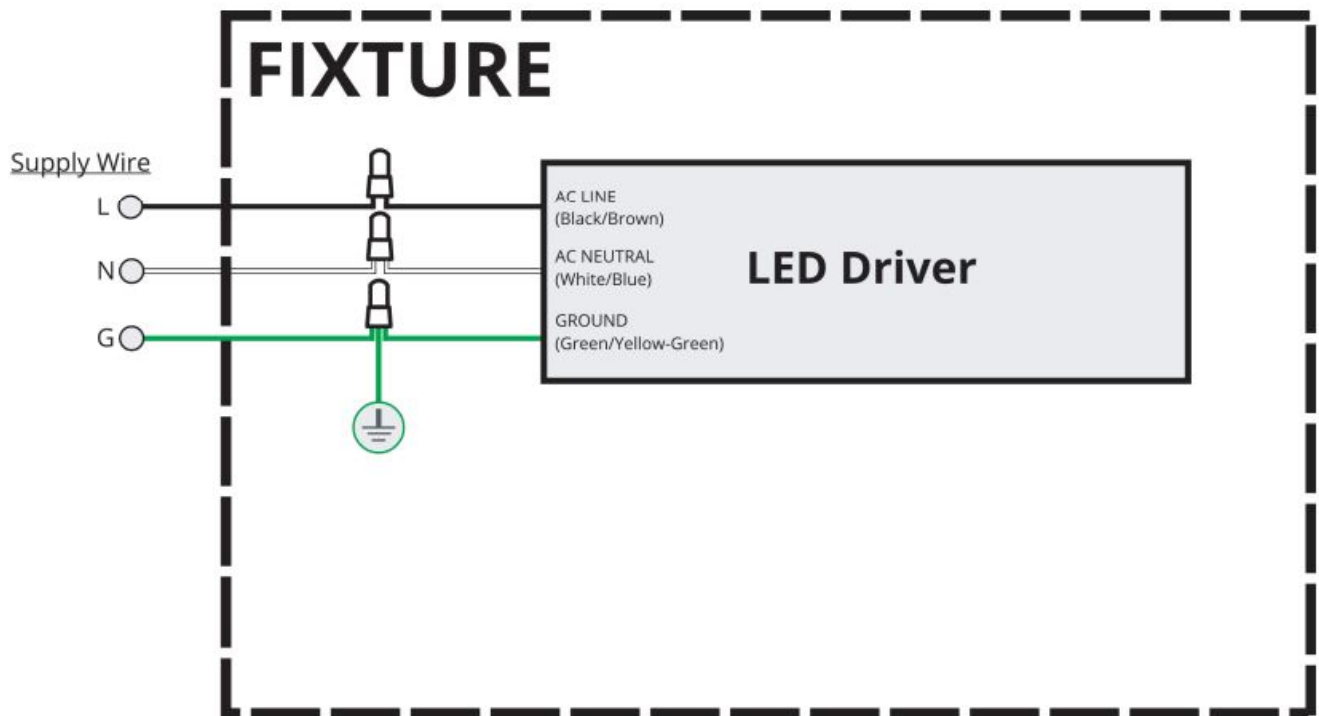 FIXTURE
Supply Wire
L
AC LINE
(Black/Brown)
N
AC NEUTRAL
(White/Blue)
LED Driver
G
GROUND
(Green/Yellow-Green)